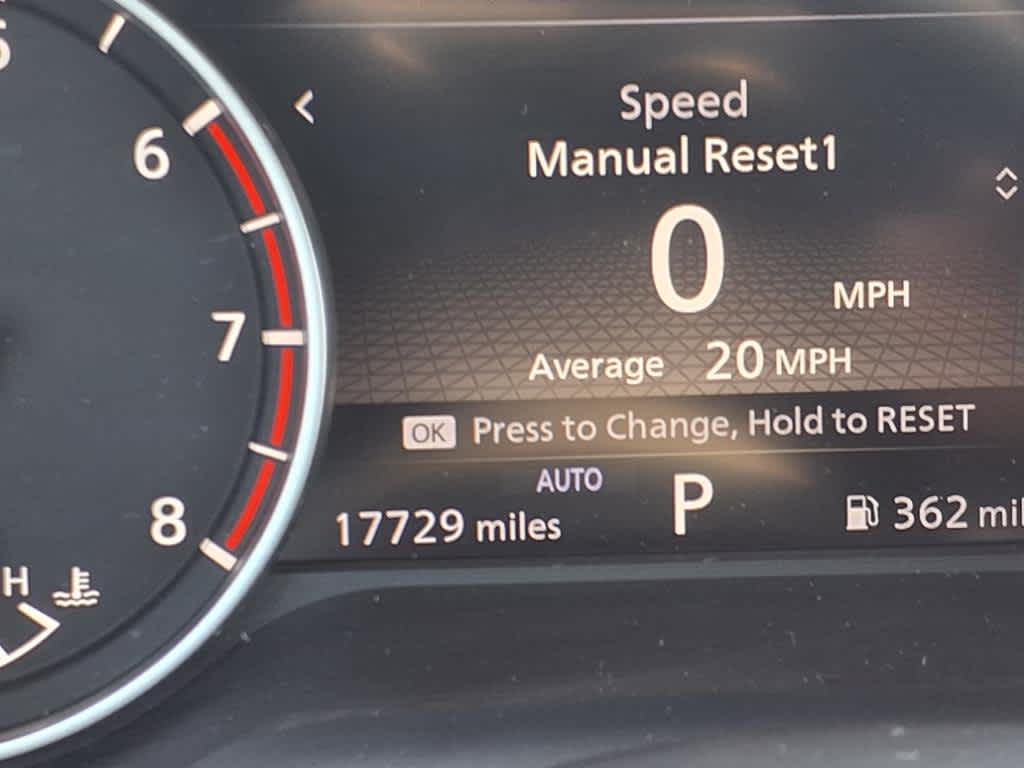 6
7
8
H
Speed
Manual Reset1
0 MPH
Average 20 MPH
OK Press to Change, Hold to RESET
AUTO
17729 miles P 362 mil